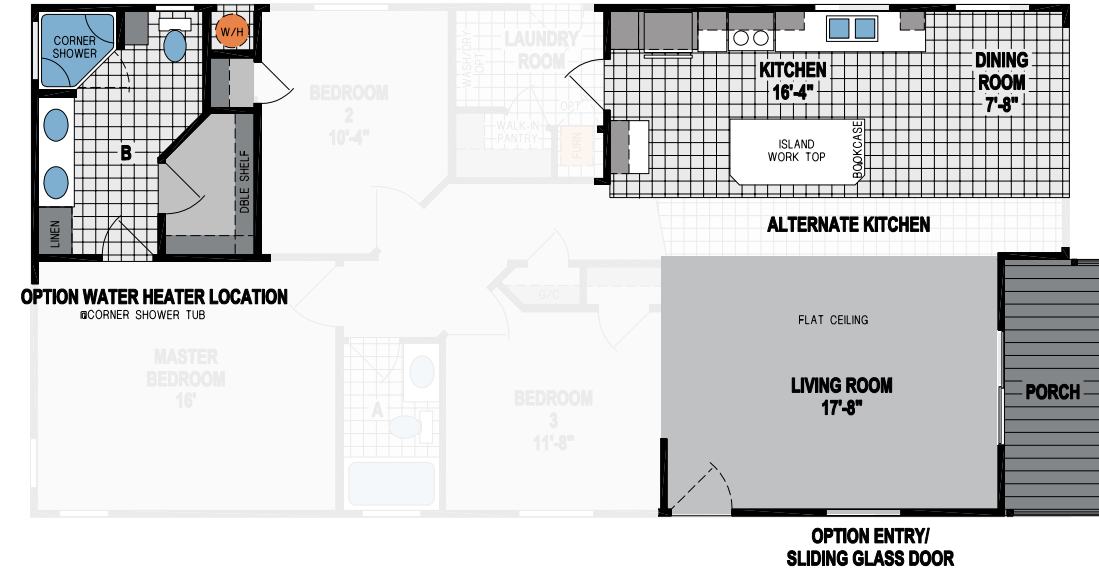 CORNER
SHOWER
W/H
B
DBLE SHELF
LINEN
OPTION WATER HEATER LOCATION
@CORNER SHOWER TUB
BEDROOM
2
10'-4"
WASH/DRY
OPT
LAUNDRY
ROOM
OPT
WALK-IN
PANTRY
FURN
KITCHEN
16'-4"
DINING
ROOM
7'-8"
ISLAND
WORK TOP
BOOKCASE
ALTERNATE KITCHEN
MASTER
BEDROOM
16'
A
G/C
BEDROOM
3
11'-8"
FLAT CEILING
LIVING ROOM
17'-8"
PORCH
OPTION ENTRY/
SLIDING GLASS DOOR